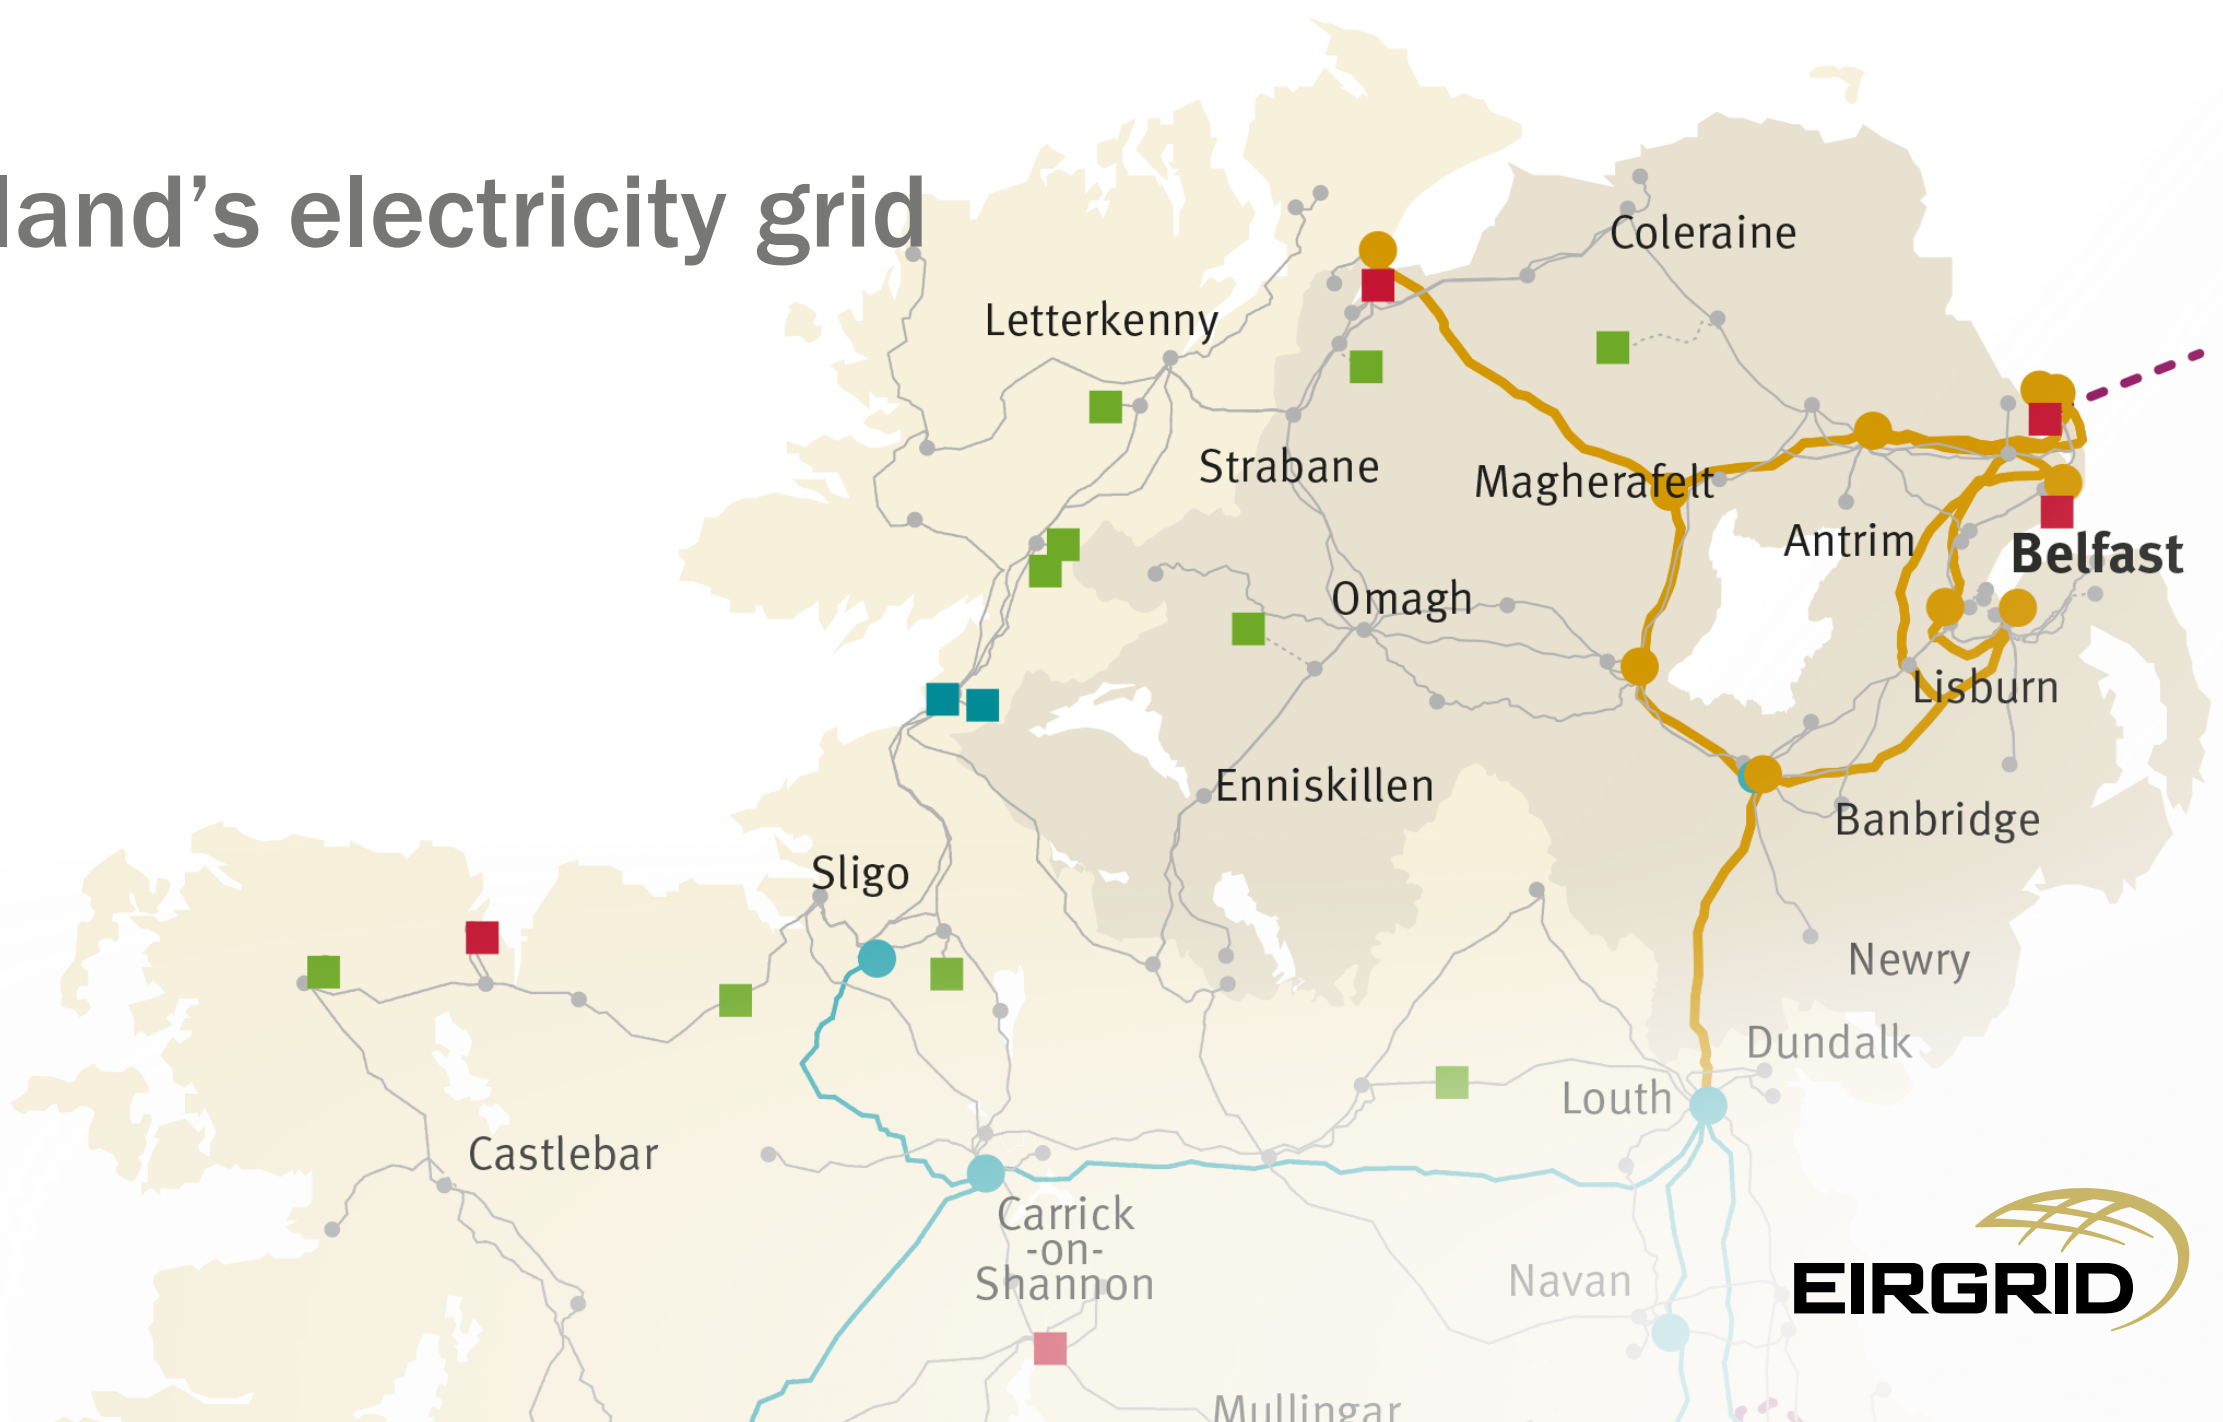 land's electricity grid
Coleraine
Letterkenny
Strabane
Magherafelt
Antrim
Belfast
Omagh
Lisburn
Enniskillen
Banbridge
Sligo
Newry
Dundalk
Louth
Castlebar
Carrick
-on-
Shannon
Navan
EIRGRID
Mullingar